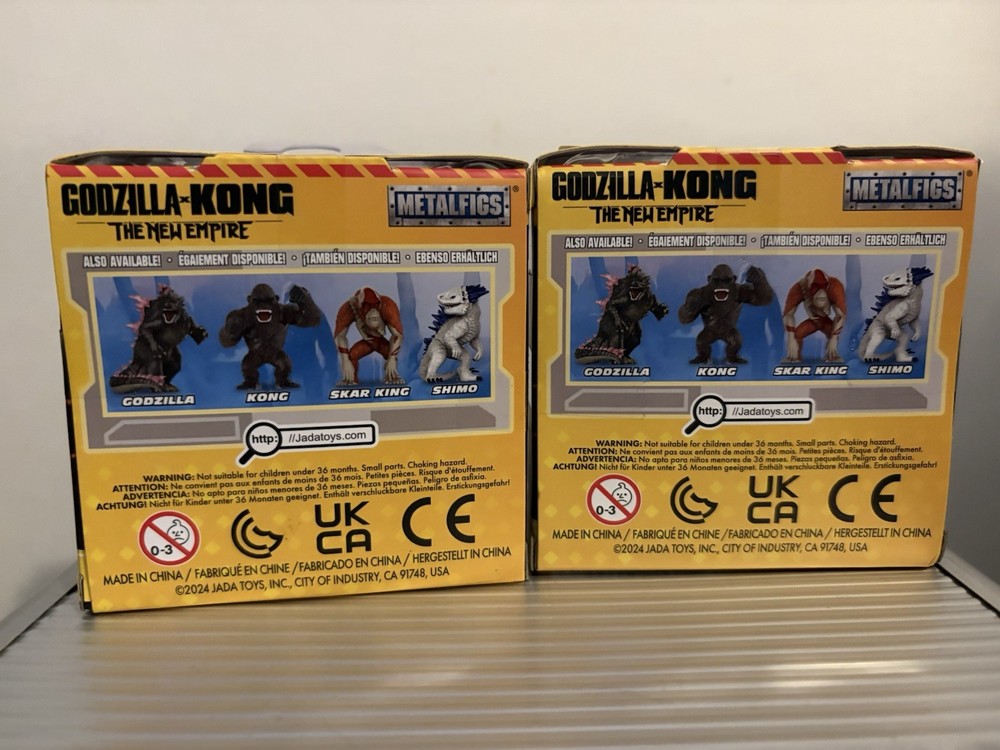 GODZILLA x KONG
THE NEW EMPIRE
METALFIGS®
ALSO AVAILABLE! • ÉGAIEMENT DISPONIBLE! • ¡TAMBIÉN DISPONIBLE! • EBENSO ERHÄLTLICH
GODZILLA
KONG
SKAR KING
SHIMO
http: //Jadatoys.com
WARNING: Not suitable for children under 36 months. Small parts. Choking hazard.
ATTENTION: Ne convient pas aux enfants de moins de 36 mois. Petites pièces. Risque d'étouffement.
ADVERTENCIA: No apto para niños menores de 36 meses. Piezas pequeñas. Peligro de asfixia.
ACHTUNG! Nicht für Kinder unter 36 Monaten geeignet. Enthält verschluckbare Kleinteile. Erstickungsgefahr!
0-3
UK
CA
CE
MADE IN CHINA / FABRIQUÉ EN CHINE / FABRICADO EN CHINA / HERGESTELLT IN CHINA
©2024 JADA TOYS, INC., CITY OF INDUSTRY, CA 91748, USA
GODZILLA x KONG
THE NEW EMPIRE
METALFIGS®
ALSO AVAILABLE! • ÉGAIEMENT DISPONIBLE! • ¡TAMBIÉN DISPONIBLE! • EBENSO ERHÄLTLICH
GODZILLA
KONG
SKAR KING
SHIMO
http: //Jadatoys.com
WARNING: Not suitable for children under 36 months. Small parts. Choking hazard.
ATTENTION: Ne convient pas aux enfants de moins de 36 mois. Petites pièces. Risque d'étouffement.
ADVERTENCIA: No apto para niños menores de 36 meses. Piezas pequeñas. Peligro de asfixia.
ACHTUNG! Nicht für Kinder unter 36 Monaten geeignet. Enthält verschluckbare Kleinteile. Erstickungsgefahr!
0-3
UK
CA
CE
MADE IN CHINA / FABRIQUÉ EN CHINE / FABRICADO EN CHINA / HERGESTELLT IN CHINA
©2024 JADA TOYS, INC., CITY OF INDUSTRY, CA 91748, USA